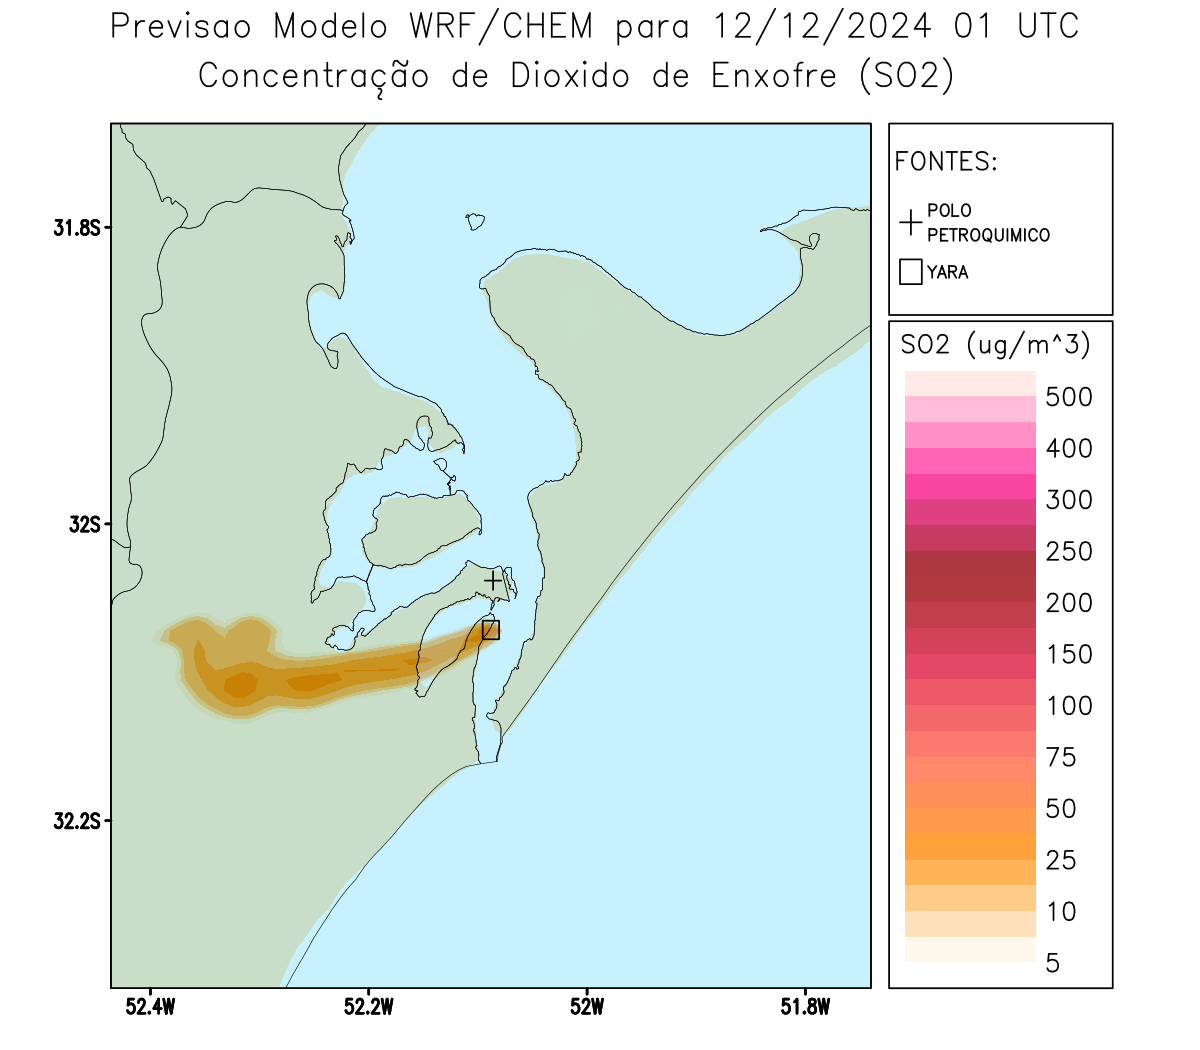 Previsao Modelo WRF/CHEM para 12/12/2024 01 UTC
Concentração de Dioxido de Enxofre (SO2)
FONTES:
POLO
PETROQUIMICO
YARA
31.8S
32S
32.2S
52.4W
52.2W
52W
51.8W
SO2 (ug/m^3)
500
400
300
250
200
150
100
75
50
25
10
5